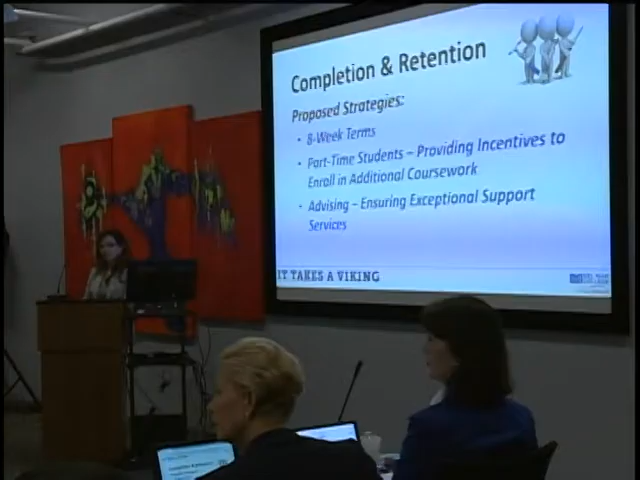 Completion & Retention
Proposed Strategies:
• 8-Week Terms
• Part-Time Students – Providing Incentives to
Enroll in Additional Coursework
• Advising – Ensuring Exceptional Support
Services
IT TAKES A VIKING